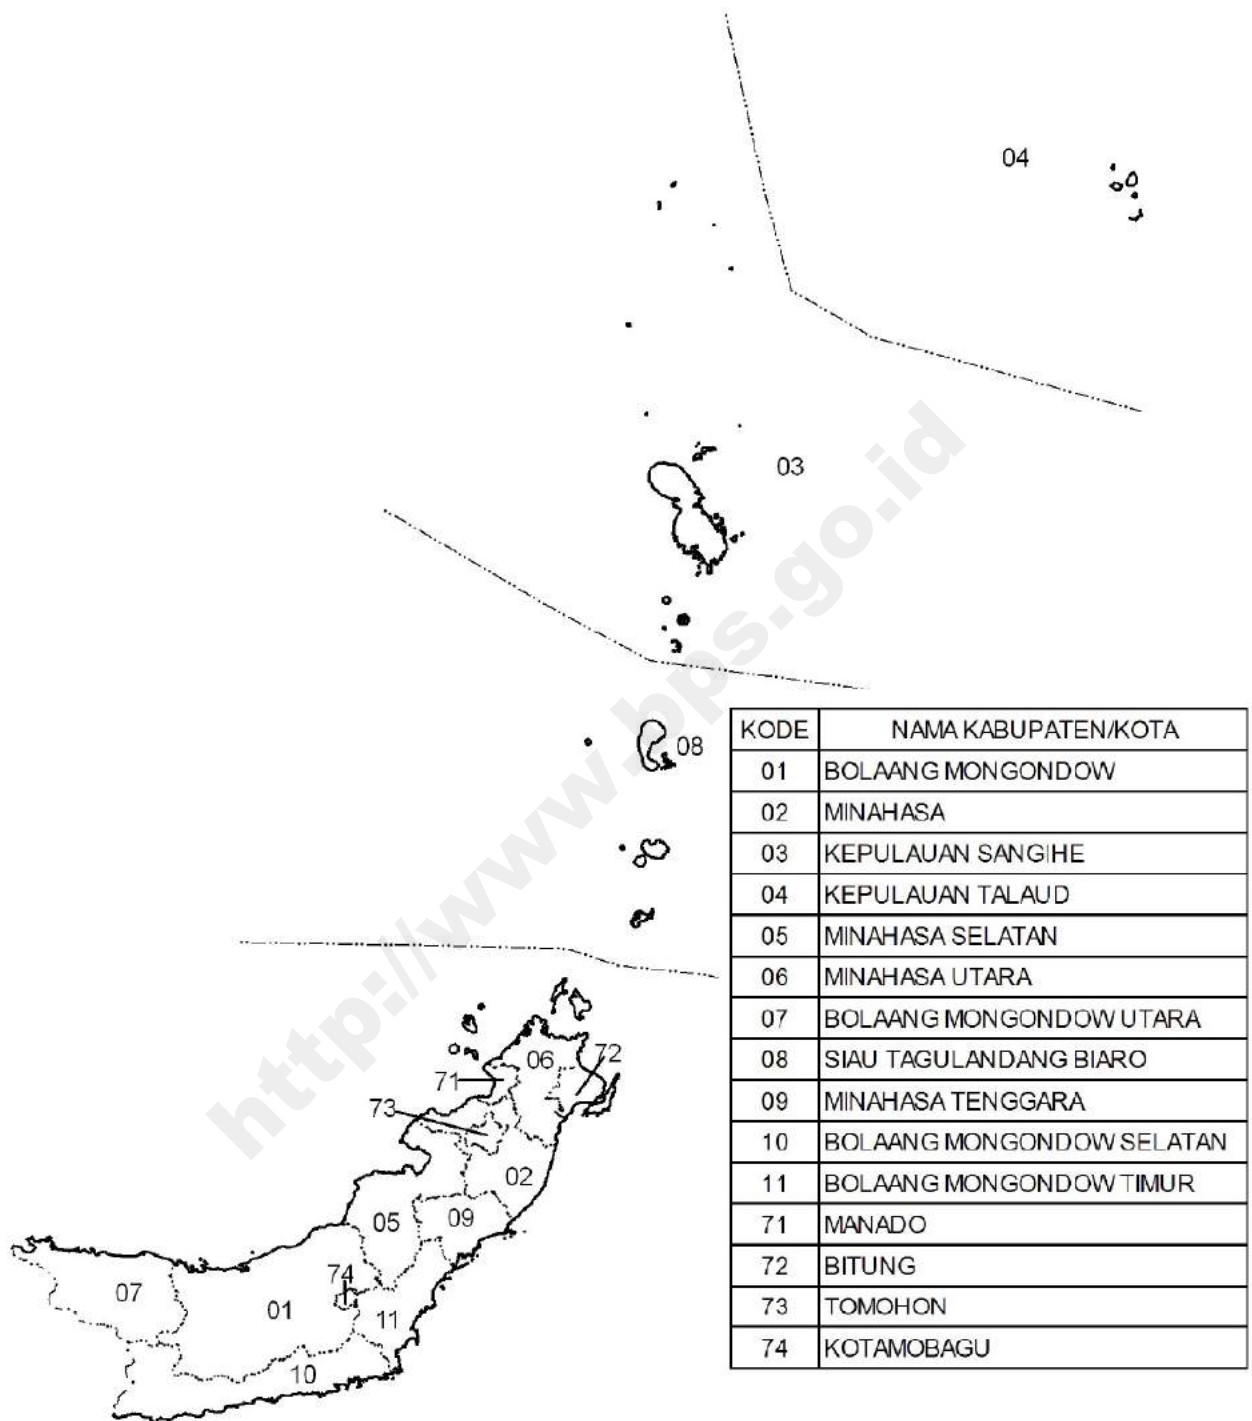 04
03
08
http://www.bps.go.id
KODE NAMA KABUPATEN/KOTA
01 BOLAANG MONGONDOW
02 MINAHASA
03 KEPULAUAN SANGIHE
04 KEPULAUAN TALAUD
05 MINAHASA SELATAN
06 MINAHASA UTARA
07 BOLAANG MONGONDOW UTARA
08 SIAU TAGULANDANG BIARO
09 MINAHASA TENGGARA
10 BOLAANG MONGONDOW SELATAN
11 BOLAANG MONGONDOW TIMUR
71 MANADO
72 BITUNG
73 TOMOHON
74 KOTAMOBAGU
06
72
71
73
02
05
09
74
07
01
11
10